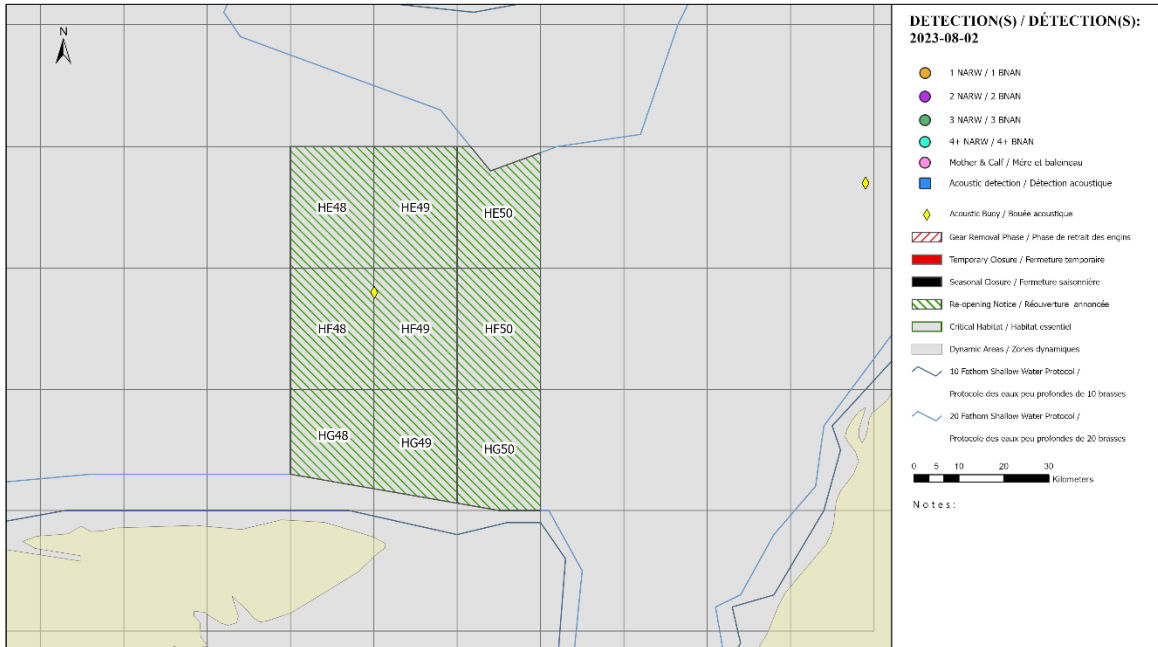 N
HE48
HE49
HE50
HF48
HF49
HF50
HG48
HG49
HG50
DETECTION(S) / DÉTECTION(S):
2023-08-02
1 NARW / 1 BNAN
2 NARW / 2 BNAN
3 NARW / 3 BNAN
4+ NARW / 4+ BNAN
Mother & Calf / Mère et baleineau
Acoustic detection / Détection acoustique
Acoustic Buoy / Bouée acoustique
Gear Removal Phase / Phase de retrait des engins
Temporary Closure / Fermeture temporaire
Seasonal Closure / Fermeture saisonnière
Re-opening Notice / Réouverture annoncée
Critical Habitat / Habitat essentiel
Dynamic Areas / Zones dynamiques
10 Fathom Shallow Water Protocol /
Protocole des eaux peu profondes de 10 brasses
20 Fathom Shallow Water Protocol /
Protocole des eaux peu profondes de 20 brasses
0 5 10 20 30
Kilometers
Notes: